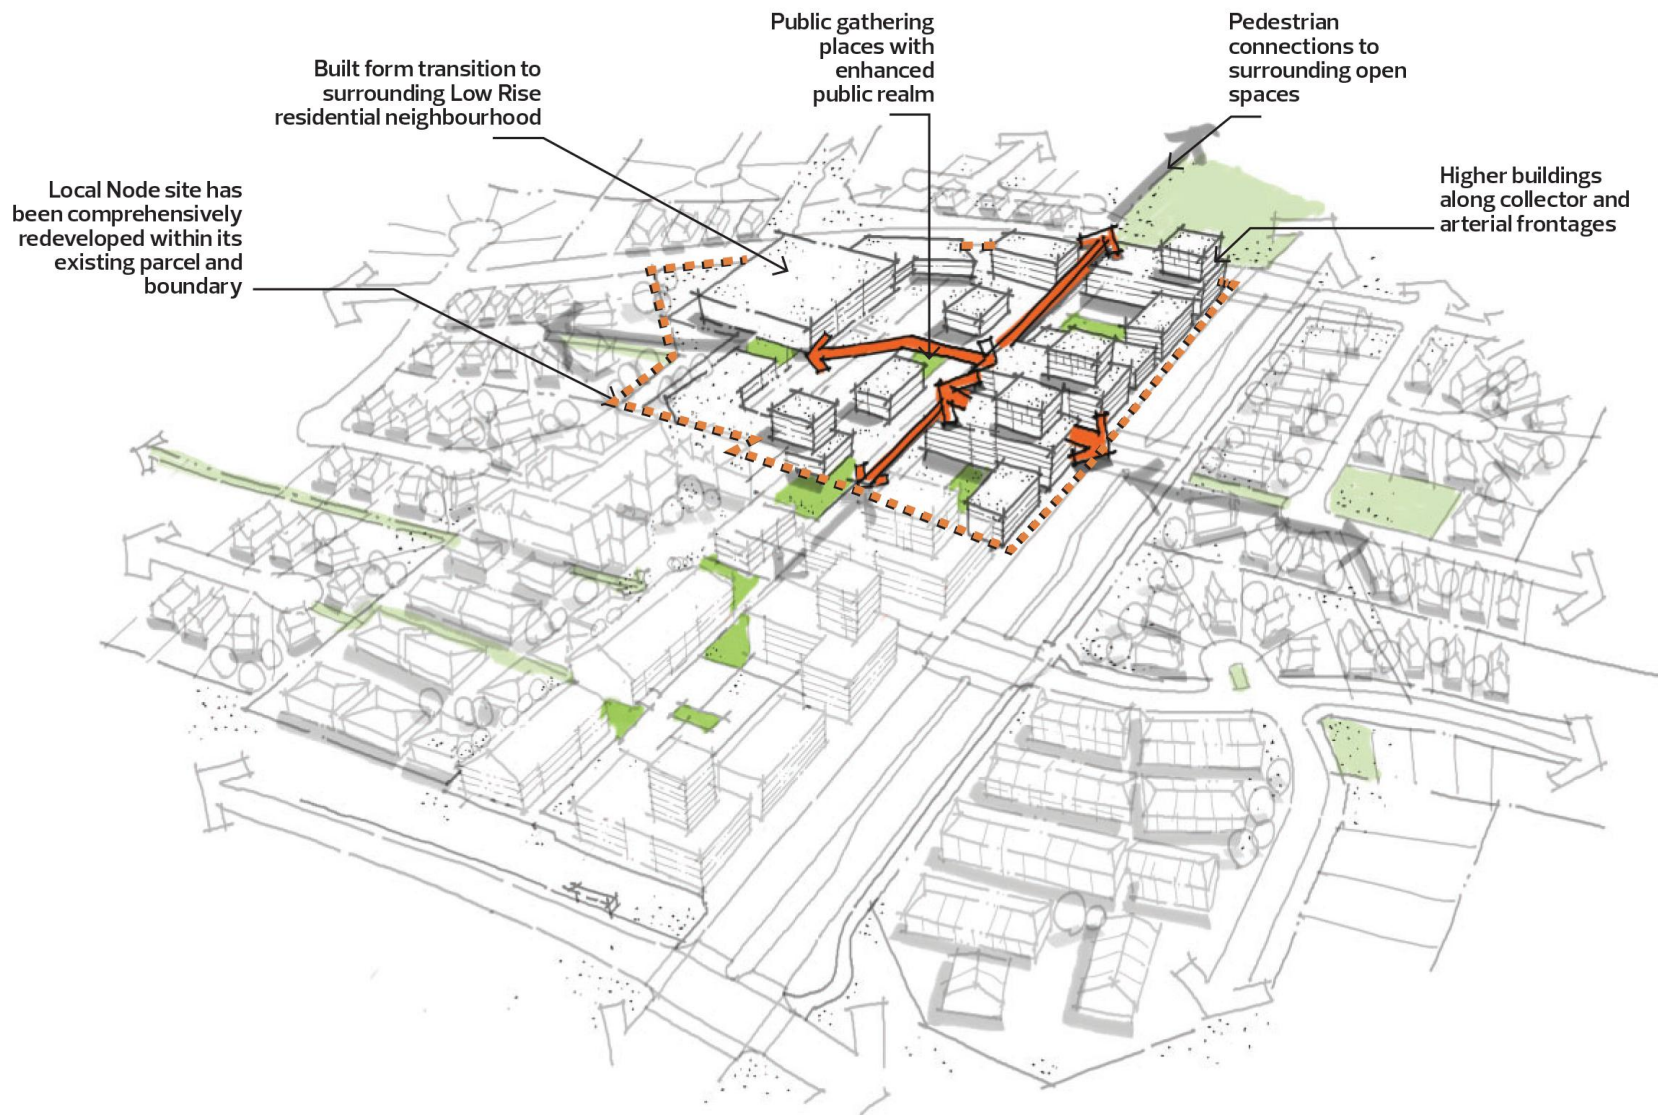 Public gathering
places with
enhanced
public realm
Pedestrian
connections to
surrounding open
spaces
Built form transition to
surrounding Low Rise
residential neighbourhood
Higher buildings
along collector and
arterial frontages
Local Node site has
been comprehensively
redeveloped within its
existing parcel and
boundary